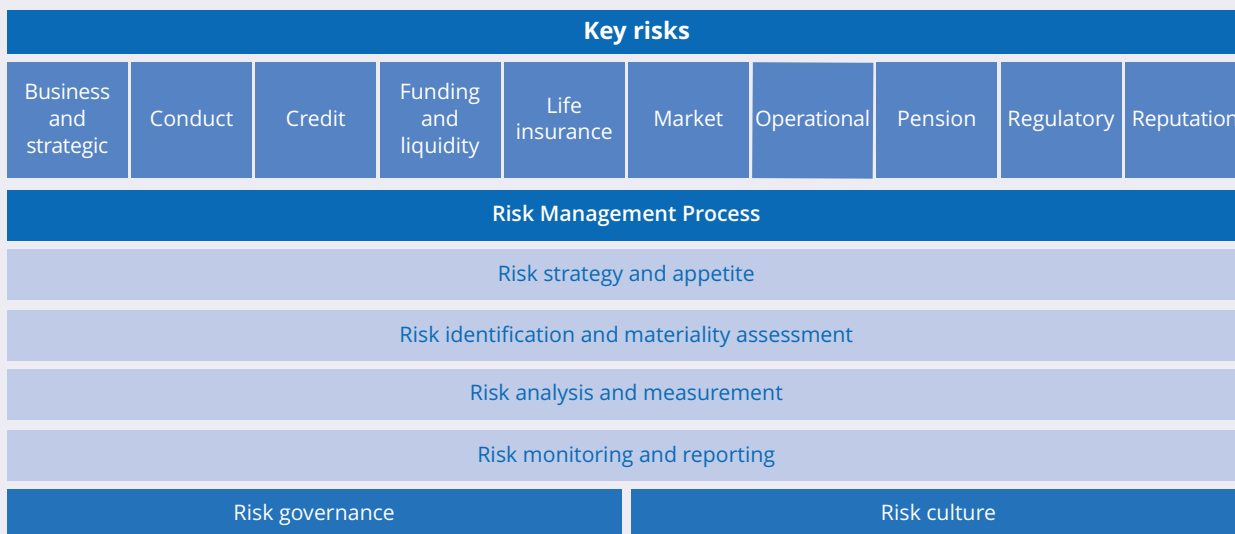 Key risks
Business
and
strategic
Conduct
Credit
Funding
and
liquidity
Life
insurance
Market
Operational
Pension
Regulatory
Reputation
Risk Management Process
Risk strategy and appetite
Risk identification and materiality assessment
Risk analysis and measurement
Risk monitoring and reporting
Risk governance
Risk culture